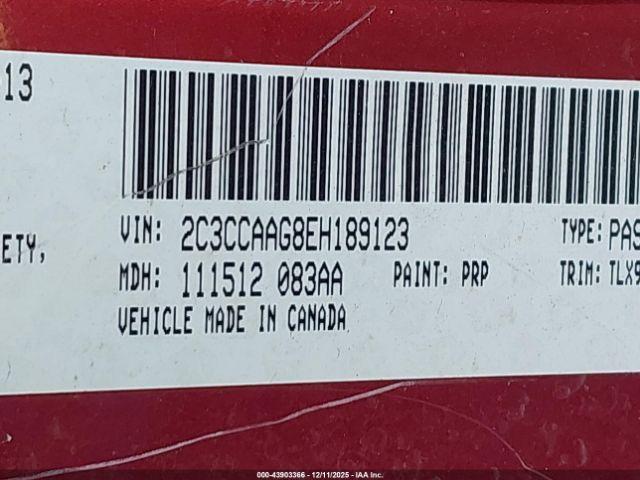 13
ETY,
VIN: 2C3CCAAG8EH189123 TYPE: PAS
MDH: 111512 083AA PAINT: PRP TRIM: TLX9
VEHICLE MADE IN CANADA
000-43903366 - 12/11/2025 - IAA Inc.